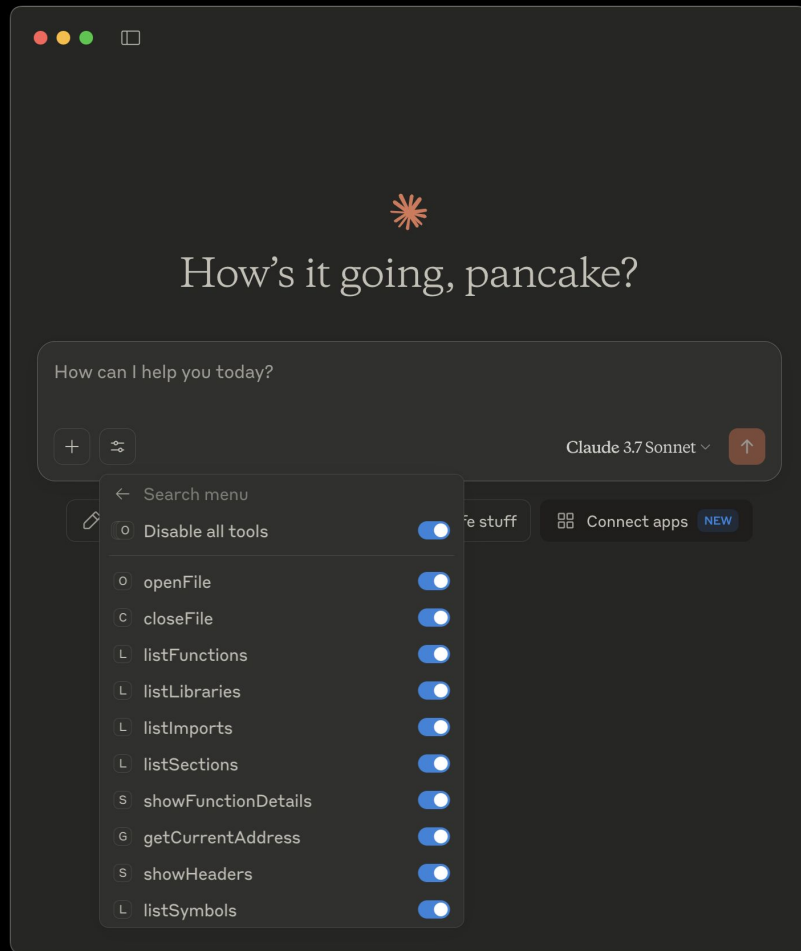 How's it going, pancake?
How can I help you today?
Claude 3.7 Sonnet
Search menu
O Disable all tools
stuff
Connect apps NEW
O openFile
C closeFile
L listFunctions
L listLibraries
L listImports
L listSections
S showFunctionDetails
G getCurrentAddress
S showHeaders
L listSymbols